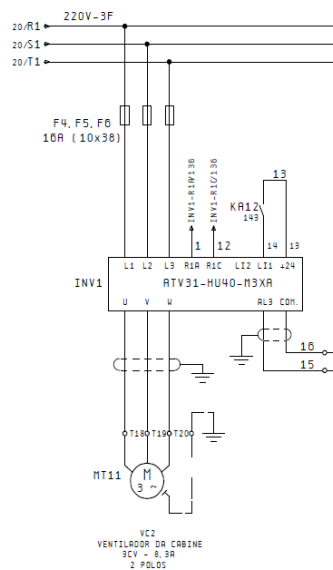 220V-3F
20/R1
20/S1
20/T1
F4, F5, F6
16A (10x38)
INV1-R1A/136
INV1-R1C/136
13
KA12
143
1
12
14
13
L1 L2 L3 R1A R1C LI2 LI1 +24
INV1
ATV31-HU40-M3XA
U V W AL3 COM.
16
15
T18 T19 T20
MT11
M
3 ~
VC2
VENTILADOR DA CABINE
3CV - 8,3A
2 POLOS